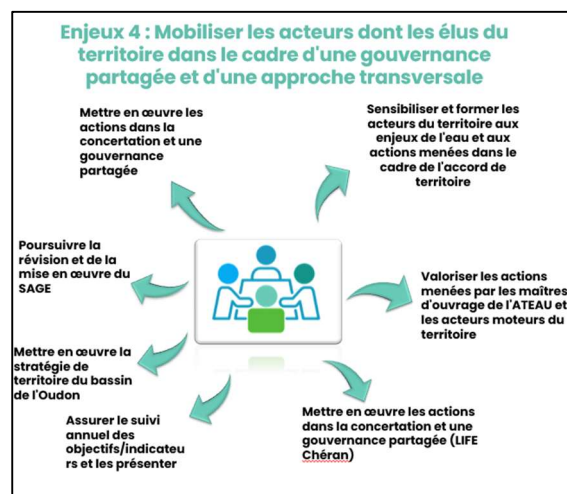 Enjeux 4 : Mobiliser les acteurs dont les élus du
territoire dans le cadre d'une gouvernance
partagée et d'une approche transversale
Mettre en œuvre les
actions dans la
concertation et une
gouvernance
partagée
Sensibiliser et former les
acteurs du territoire aux
enjeux de l'eau et aux
actions menées dans le
cadre de l'accord de
territoire
Poursuivre la
révision et de la
mise en œuvre du
SAGE
Valoriser les actions
menées par les maîtres
d'ouvrage de l'ATEAU et
les acteurs moteurs du
territoire
Mettre en œuvre la
stratégie de
territoire du bassin
de l'Oudon
Assurer le suivi
annuel des
objectifs/indicateu
rs et les présenter
Mettre en œuvre les actions
dans la concertation et une
gouvernance partagée (LIFE
Chéran)